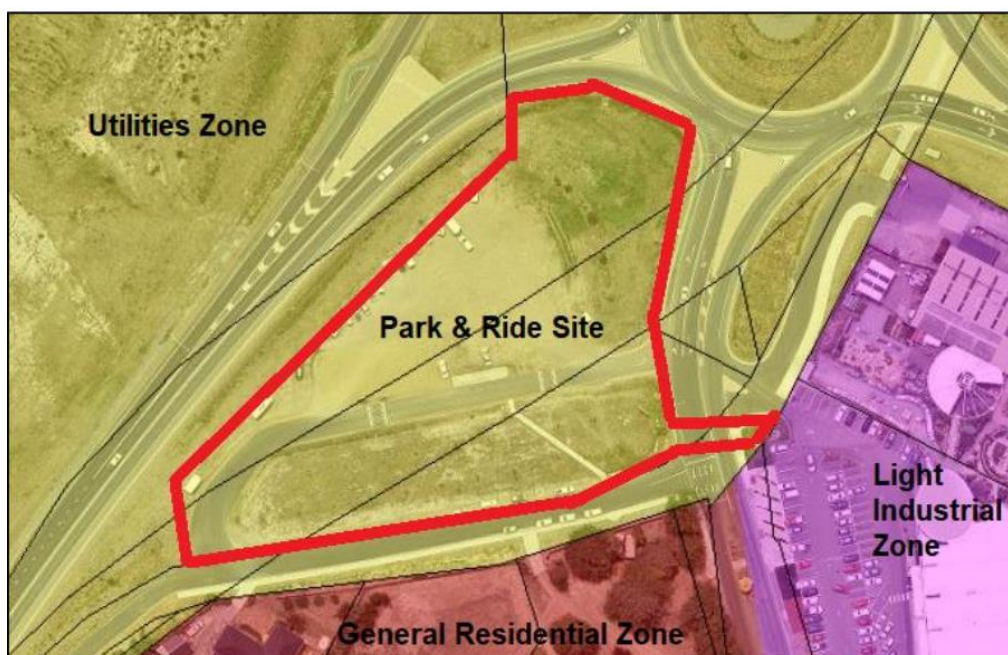 Utilities Zone
Park & Ride Site
Light
Industrial
Zone
General Residential Zone